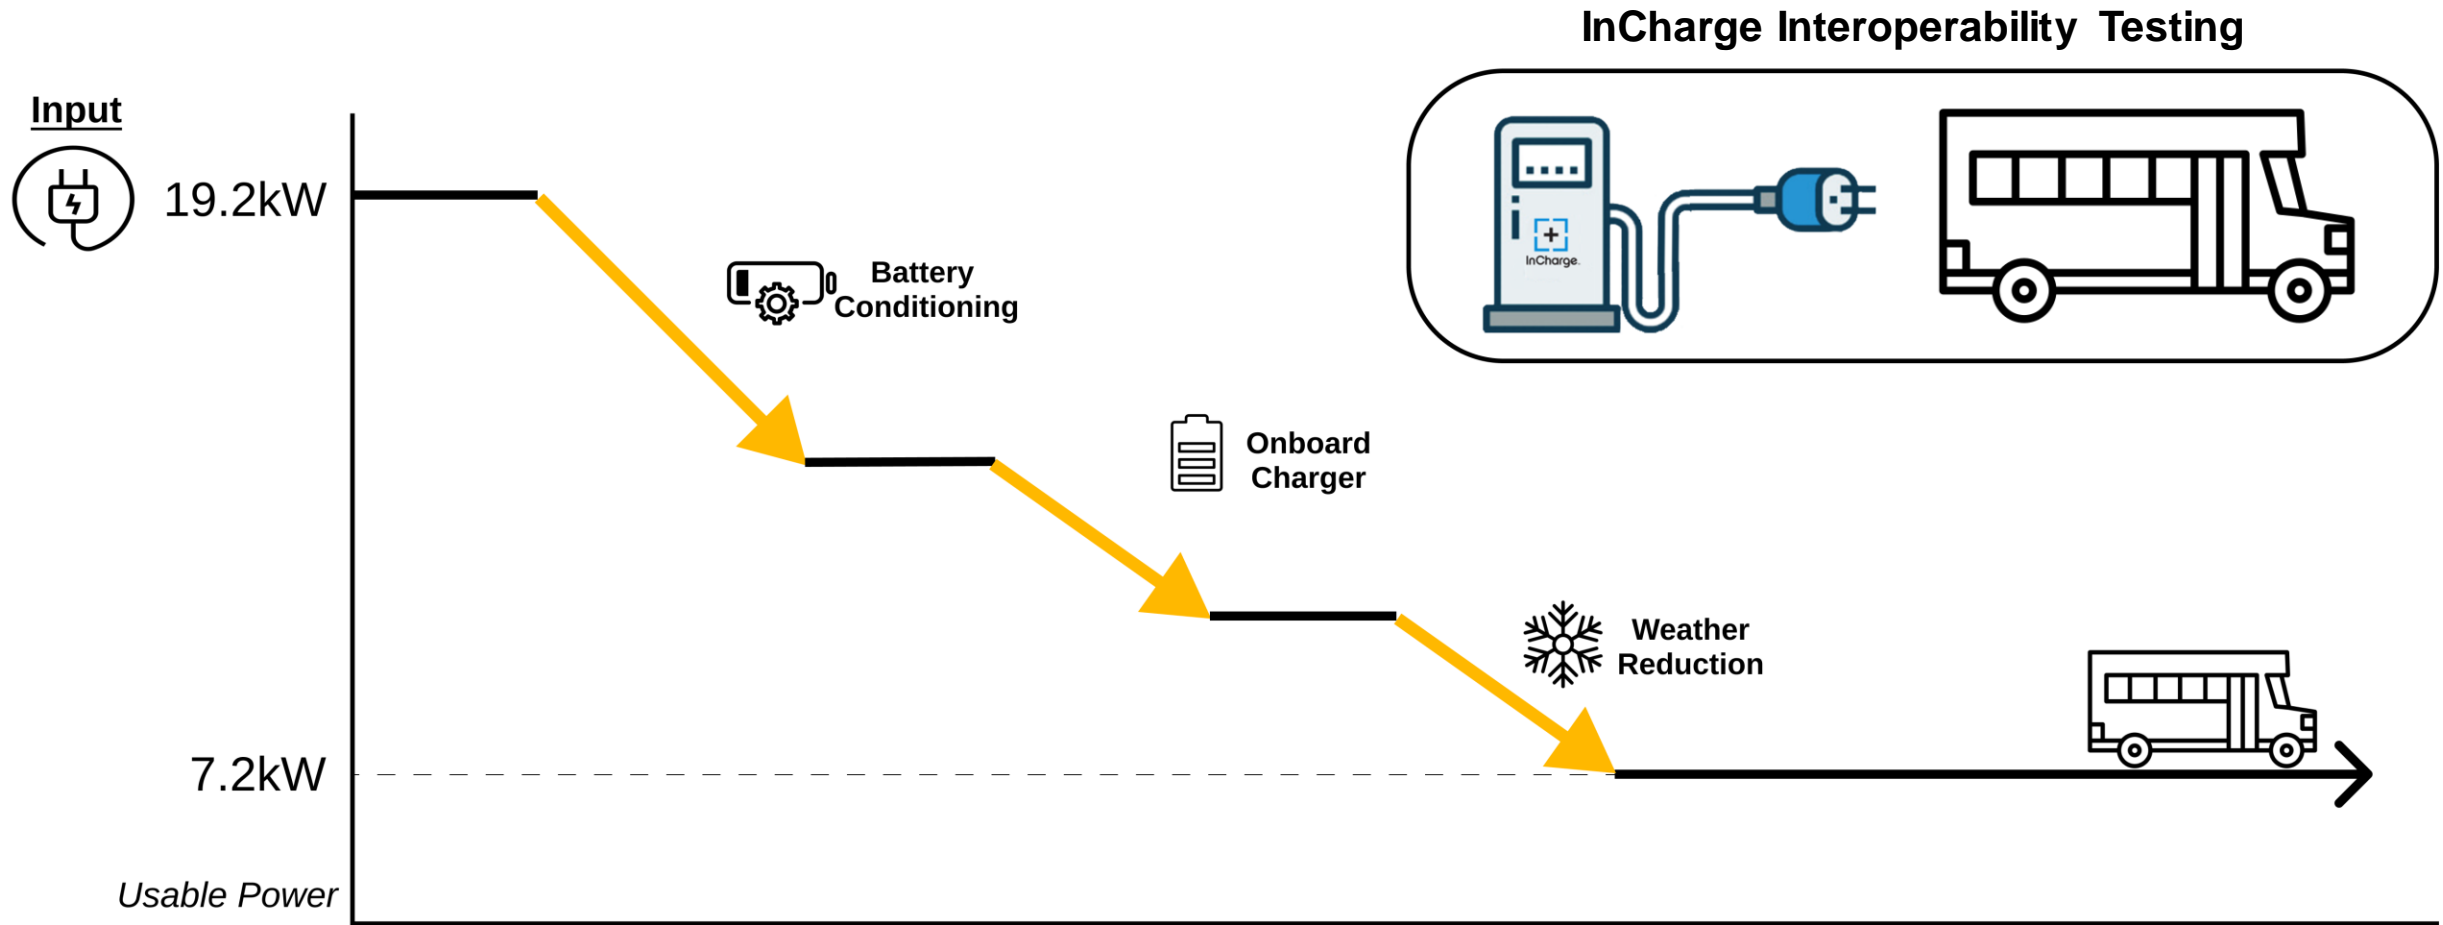 InCharge Interoperability Testing
Input
19.2kW
InCharge.
Battery
Conditioning
Onboard
Charger
Weather
Reduction
7.2kW
Usable Power